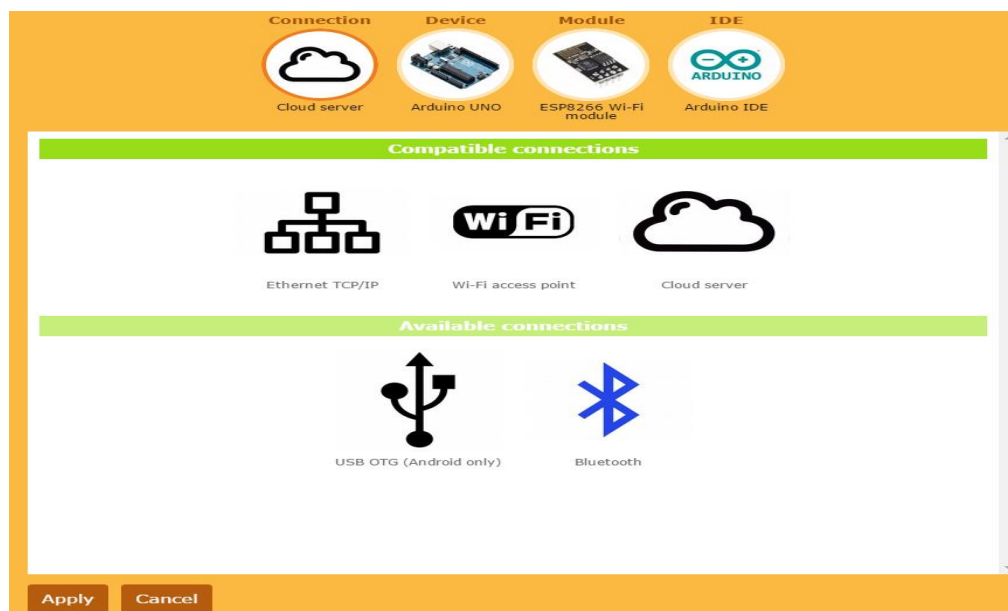 Connection Device Module IDE
ARDUINO
Cloud server Arduino UNO ESP8266 Wi-Fi module Arduino IDE
Compatible connections
Wi Fi
Ethernet TCP/IP Wi-Fi access point Cloud server
Available connections
USB OTG (Android only) Bluetooth
Apply Cancel